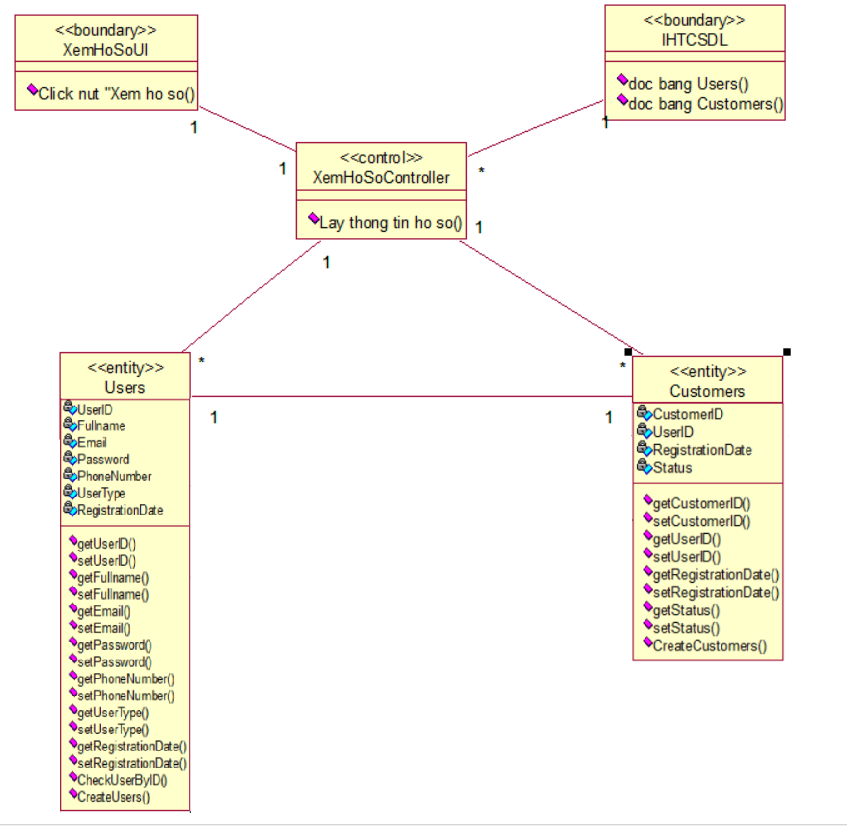 <<boundary>>
XemHoSoUI
Click nut "Xem ho so()
<<boundary>>
IHTCSDL
doc bang Users()
doc bang Customers()
1
1
1
*
<<control>>
XemHoSoController
Lay thong tin ho so()
1
1
*
*
<<entity>>
Users
UserID
Fullname
Email
Password
PhoneNumber
UserType
RegistrationDate
getUserID()
setUserID()
getFullname()
setFullname()
getEmail()
setEmail()
getPassword()
setPassword()
getPhoneNumber()
setPhoneNumber()
getUserType()
setUserType()
getRegistrationDate()
setRegistrationDate()
CheckUserByID()
CreateUsers()
1
1
<<entity>>
Customers
CustomerID
UserID
RegistrationDate
Status
getCustomerID()
setCustomerID()
getUserID()
setUserID()
getRegistrationDate()
setRegistrationDate()
getStatus()
setStatus()
CreateCustomers()